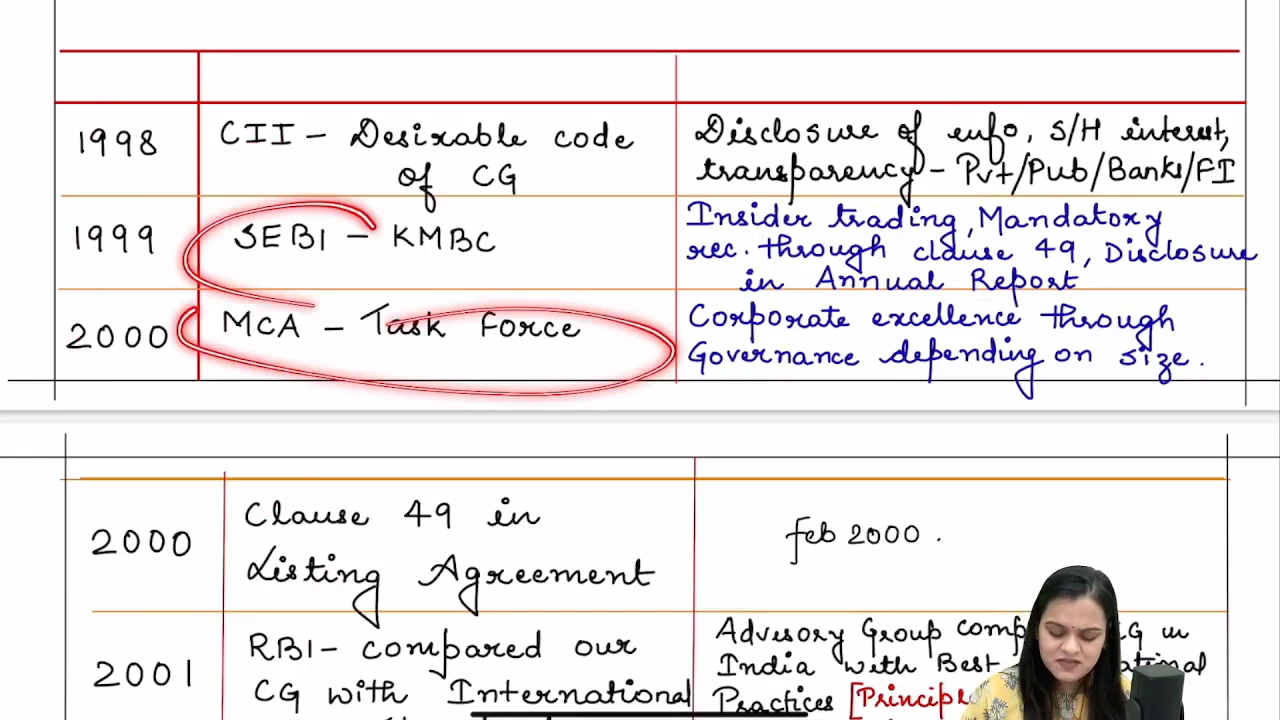 1998
CII - Desirable code
of CG
Disclosure of info, S/H interest,
transparency - Pvt/Pub/Banks/FI
1999
SEBI - KMBC
Insider trading, Mandatory
rec. through clause 49, Disclosure
in Annual Report
2000
MCA - Task Force
Corporate excellence through
Governance depending on size.
2000
Clause 49 in
Listing Agreement
feb 2000.
2001
RBI - compared our
CG with International
Advisory Group
India with Best
Practices [Principle